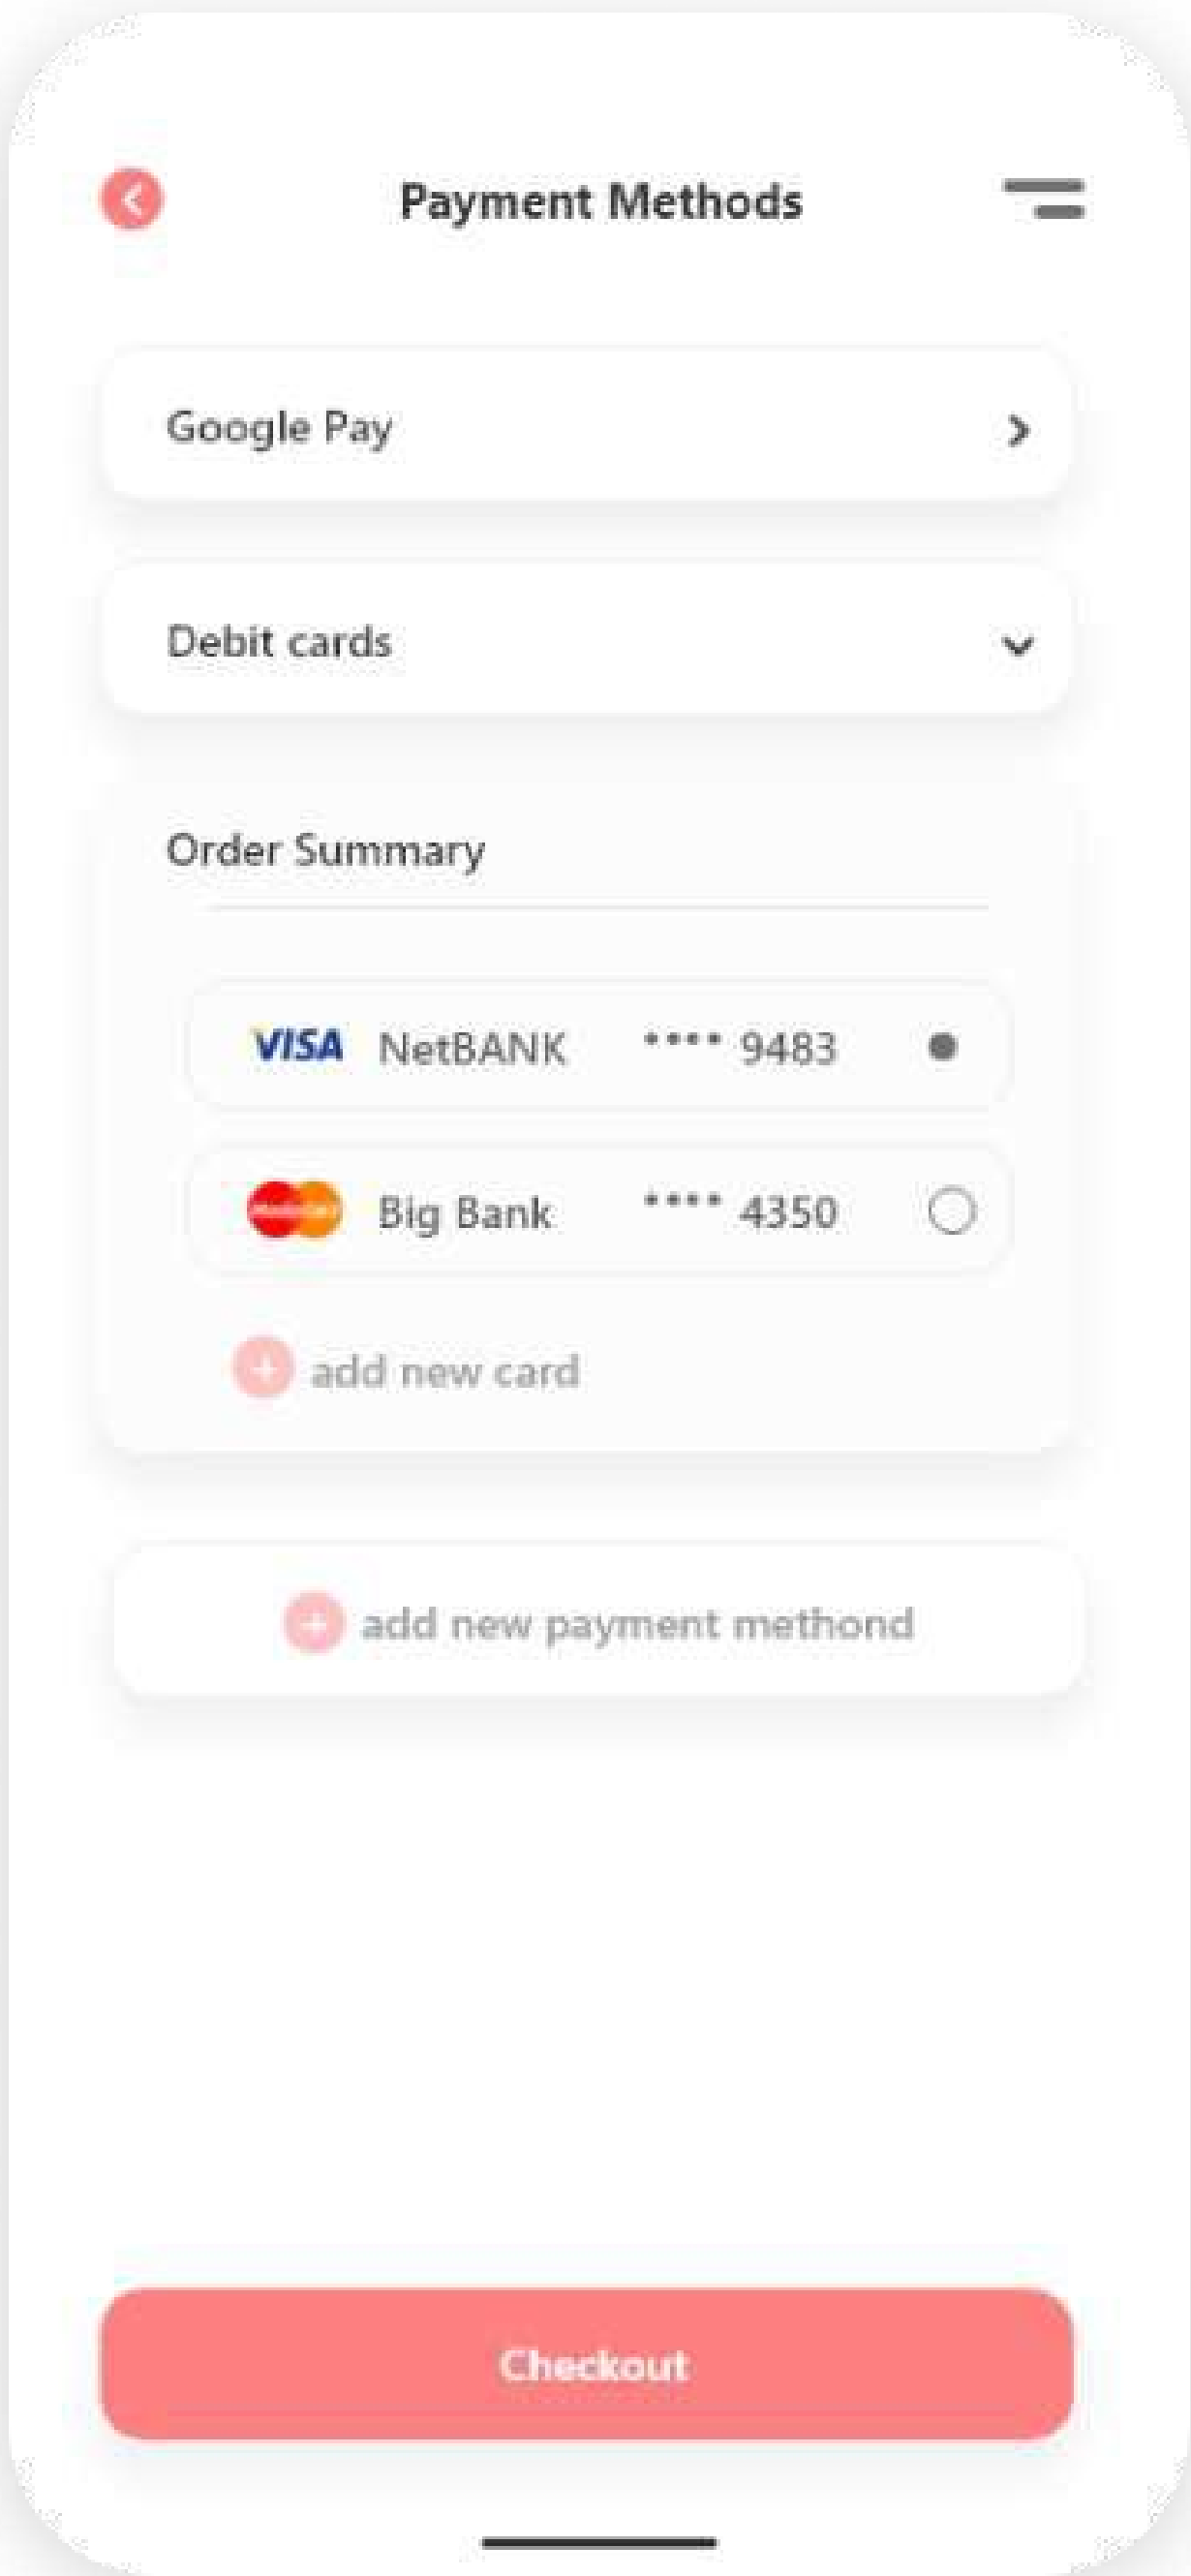 Payment Methods
Google Pay
Debit cards
Order Summary
VISA NetBANK **** 9483
Big Bank **** 4350
add new card
add new payment methond
Checkout